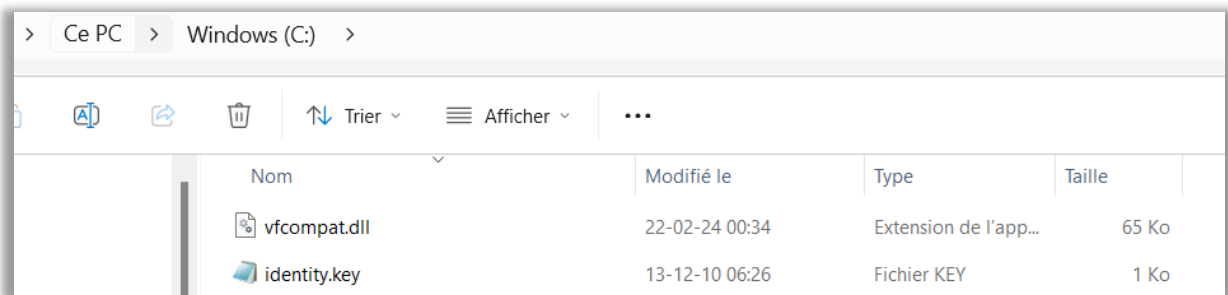 Ce PC Windows (C:)
Trier Afficher
Nom Modifié le Type Taille
vfcompat.dll 22-02-24 00:34 Extension de l'app... 65 Ko
identity.key 13-12-10 06:26 Fichier KEY 1 Ko